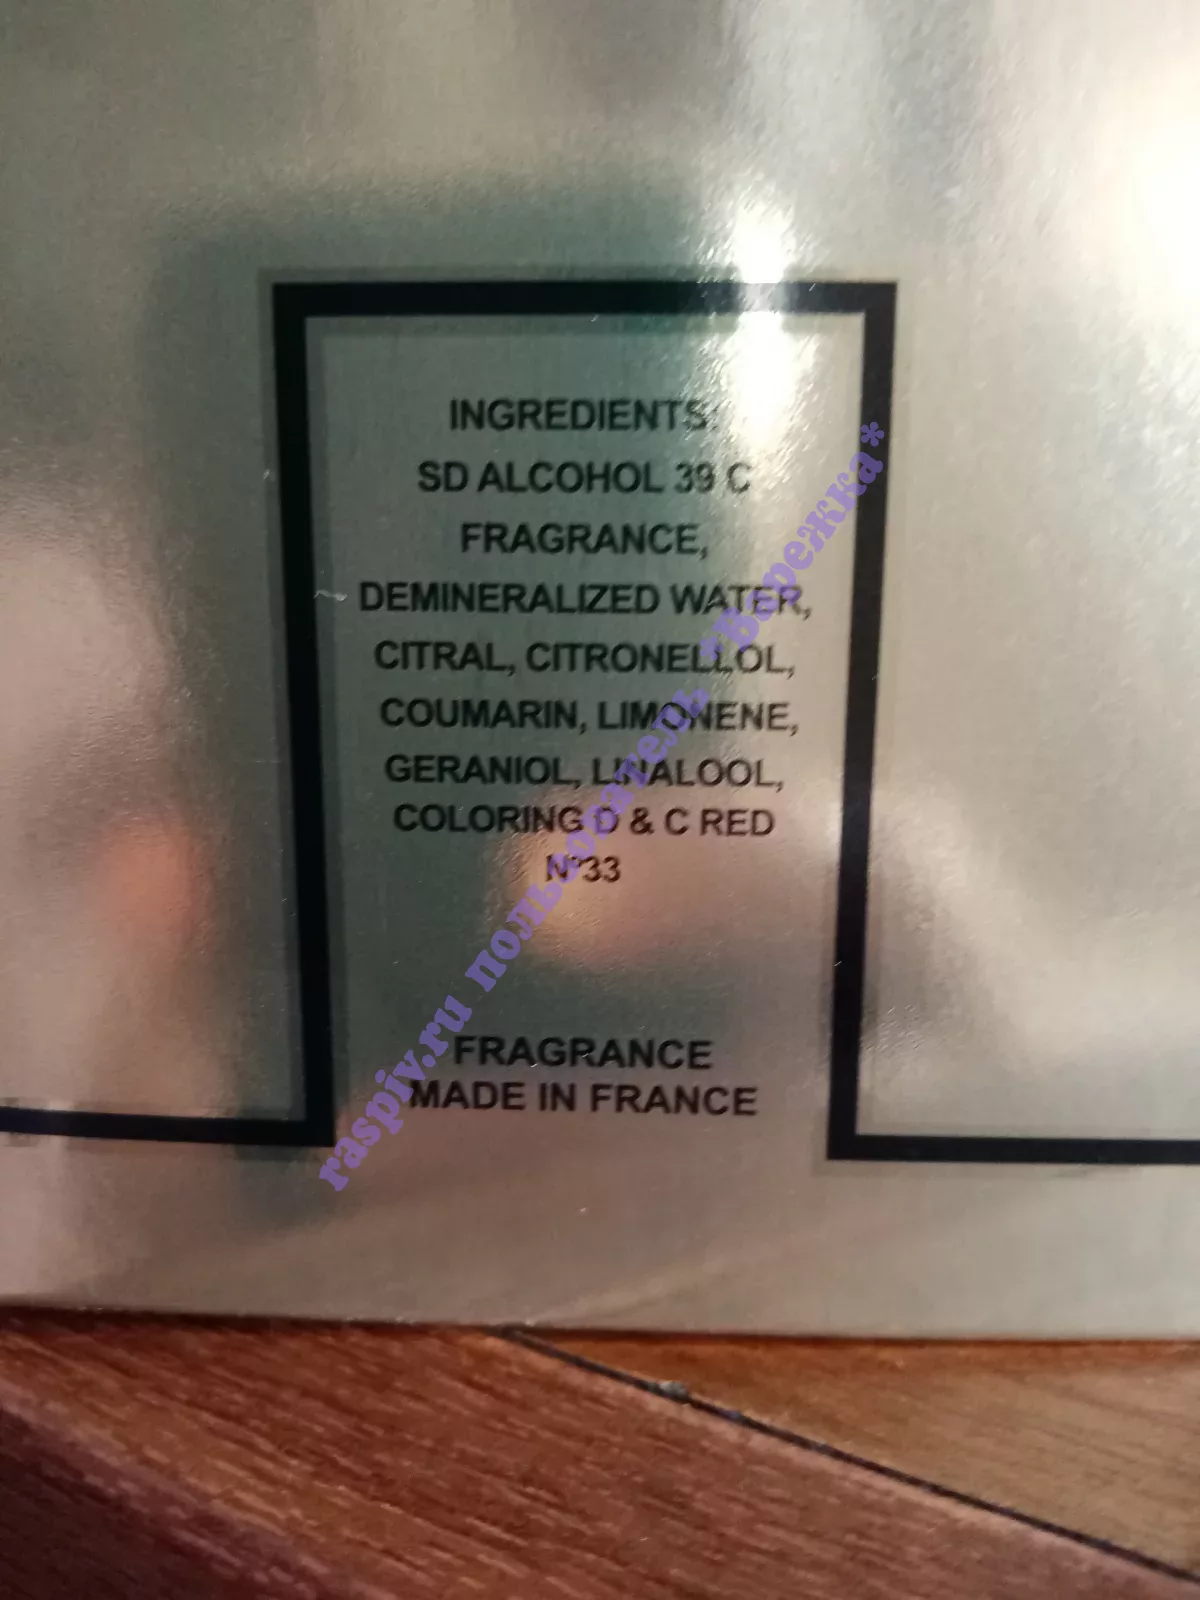 INGREDIENTS:
SD ALCOHOL 39 C
FRAGRANCE,
DEMINERALIZED WATER,
CITRAL, CITRONELLOL,
COUMARIN, LIMONENE,
GERANIOL, LINALOOL,
COLORING D & C RED
N°33
FRAGRANCE
MADE IN FRANCE
raspiv.ru пользователь *Варежка*